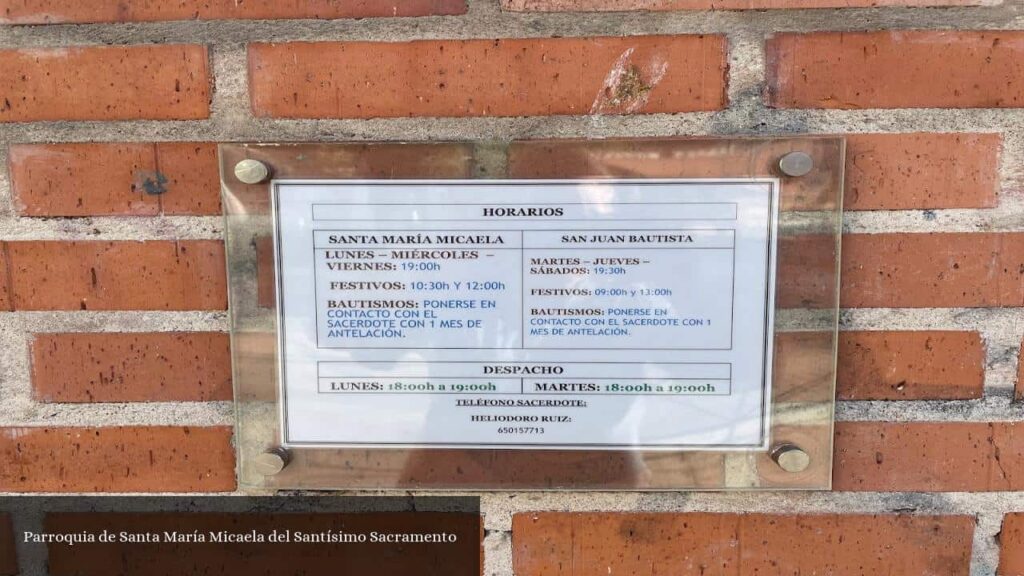 HORARIOS
SANTA MARÍA MICAELA
LUNES – MIÉRCOLES –
VIERNES: 19:00h
FESTIVOS: 10:30h Y 12:00h
BAUTISMOS: PONERSE EN
CONTACTO CON EL
SACERDOTE CON 1 MES DE
ANTELACIÓN.
SAN JUAN BAUTISTA
MARTES – JUEVES –
SÁBADOS: 19:30h
FESTIVOS: 09:00h y 13:00h
BAUTISMOS: PONERSE EN
CONTACTO CON EL SACERDOTE CON 1
MES DE ANTELACIÓN.
DESPACHO
LUNES: 18:00h a 19:00h
MARTES: 18:00h a 19:00h
TELÉFONO SACERDOTE:
HELIODORO RUIZ:
650157713
Parroquia de Santa María Micaela del Santísimo Sacramento